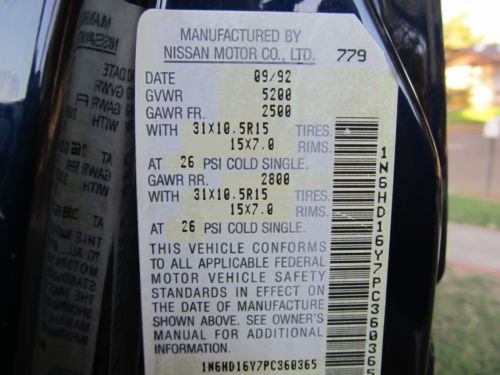 MANUFACTURED BY
NISSAN MOTOR CO., LTD. 779
DATE 09/92
GVWR 5200
GAWR FR. 2500
WITH 31X10.5R15 TIRES.
15X7.0 RIMS.
AT 26 PSI COLD SINGLE.
GAWR RR. 2800
WITH 31X10.5R15 TIRES.
15X7.0 RIMS.
AT 26 PSI COLD SINGLE.
THIS VEHICLE CONFORMS
TO ALL APPLICABLE FEDERAL
MOTOR VEHICLE SAFETY
STANDARDS IN EFFECT ON
THE DATE OF MANUFACTURE
SHOWN ABOVE. SEE OWNER'S
MANUAL FOR ADDITIONAL
INFORMATION.
1N6HD16Y7PC360365
1N6HD16Y7PC360365